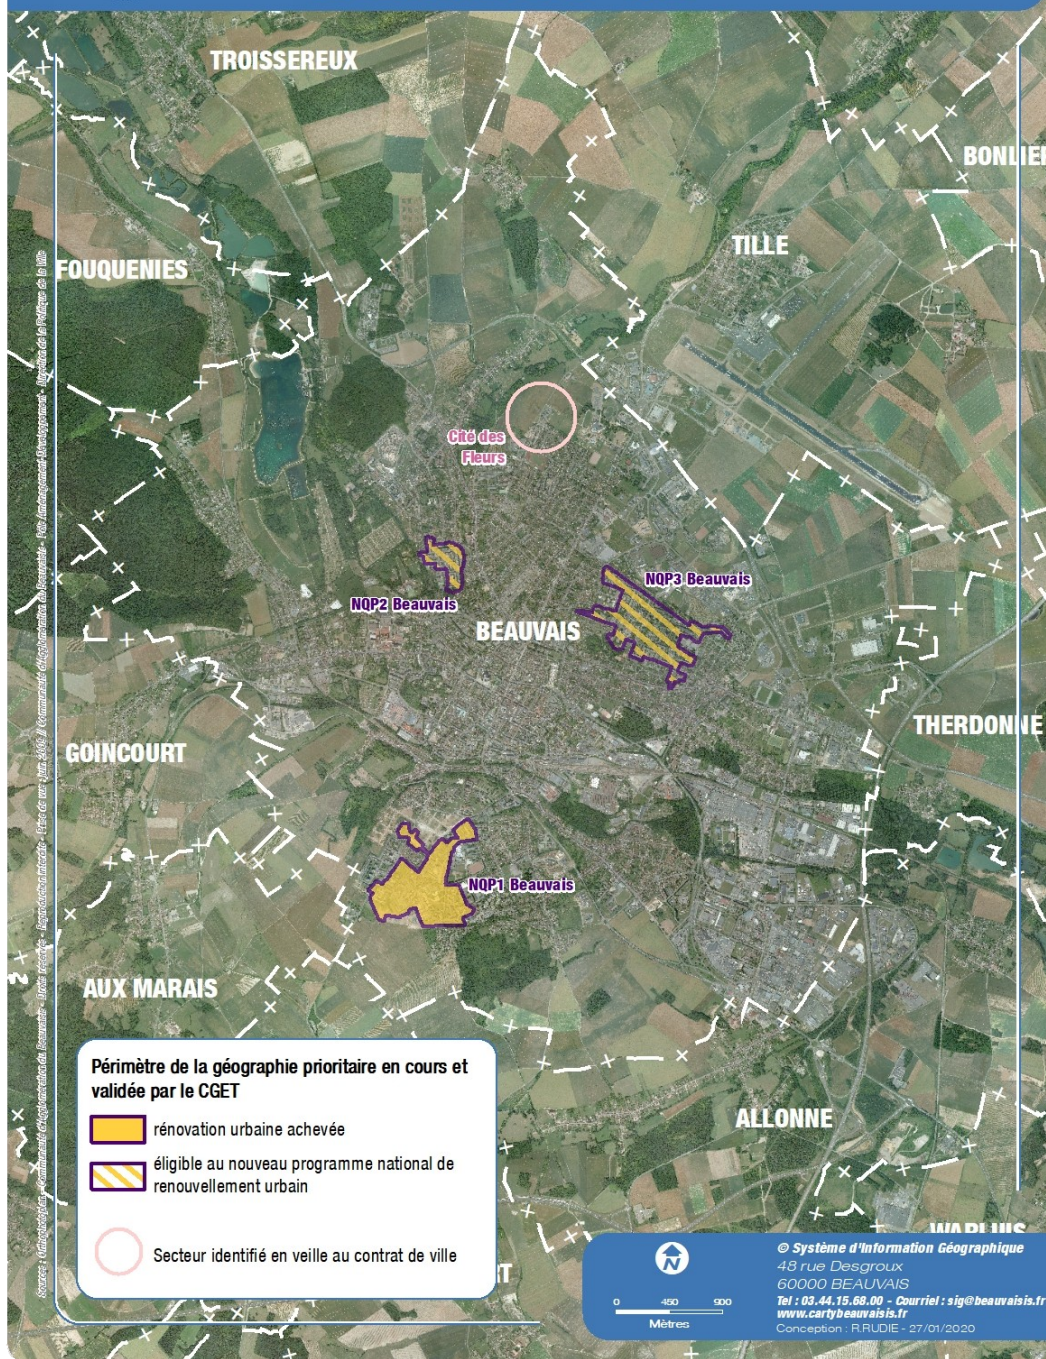 TROISSEREUX
BONLIER
TILLE
FOUQUENIES
Cité des
Fleurs
NQP3 Beauvais
NQP2 Beauvais
BEAUVAIS
THERDONNE
GOINCOURT
NQP1 Beauvais
AUX MARAIS
Périmètre de la géographie prioritaire en cours et
validée par le CGET
rénovation urbaine achevée
éligible au nouveau programme national de
renouvellement urbain
Secteur identifié en veille au contrat de ville
ALLONNE
WARLUIS
RT
N
0 450 900
Mètres
© Système d'Information Géographique
48 rue Desgroux
60000 BEAUVAIS
Tel : 03.44.15.68.00 - Courriel : sig@beauvaisis.fr
www.cartybeauvaisis.fr
Conception : R.RUDIE - 27/01/2020